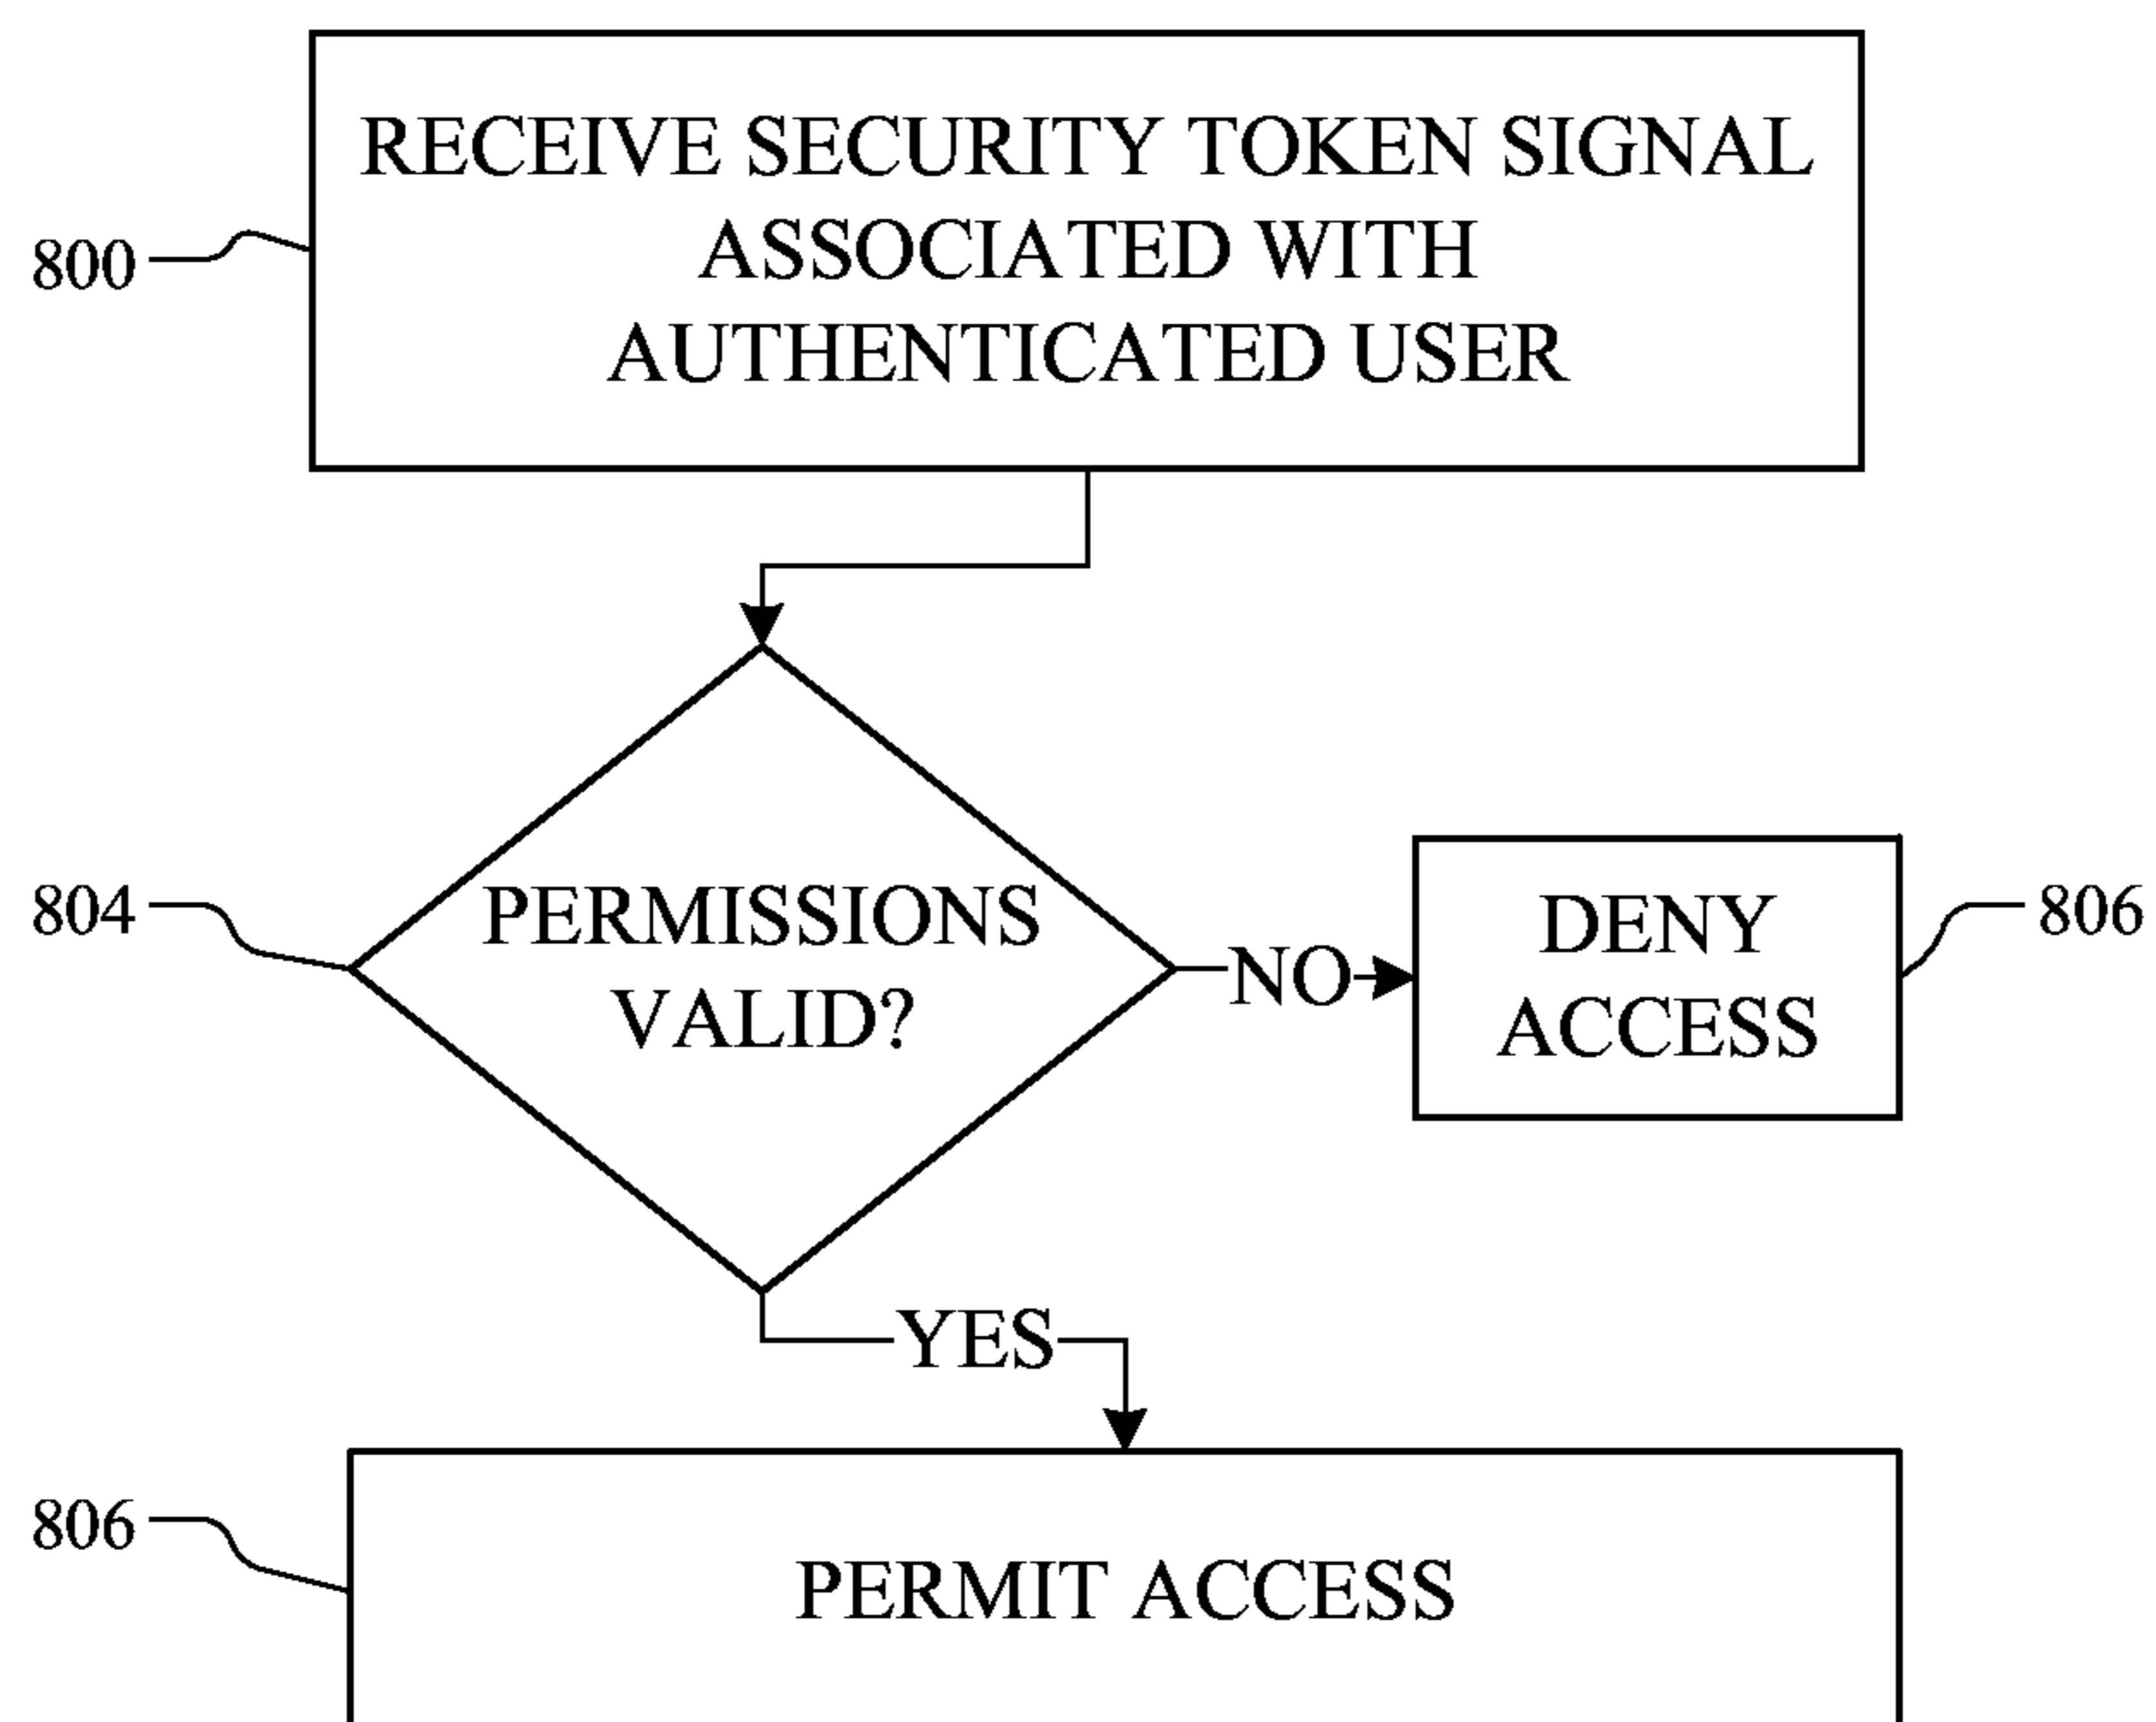 RECEIVE SECURITY TOKEN SIGNAL
ASSOCIATED WITH
AUTHENTICATED USER
800
PERMISSIONS
VALID?
804
NO
DENY
ACCESS
806
YES
806
PERMIT ACCESS